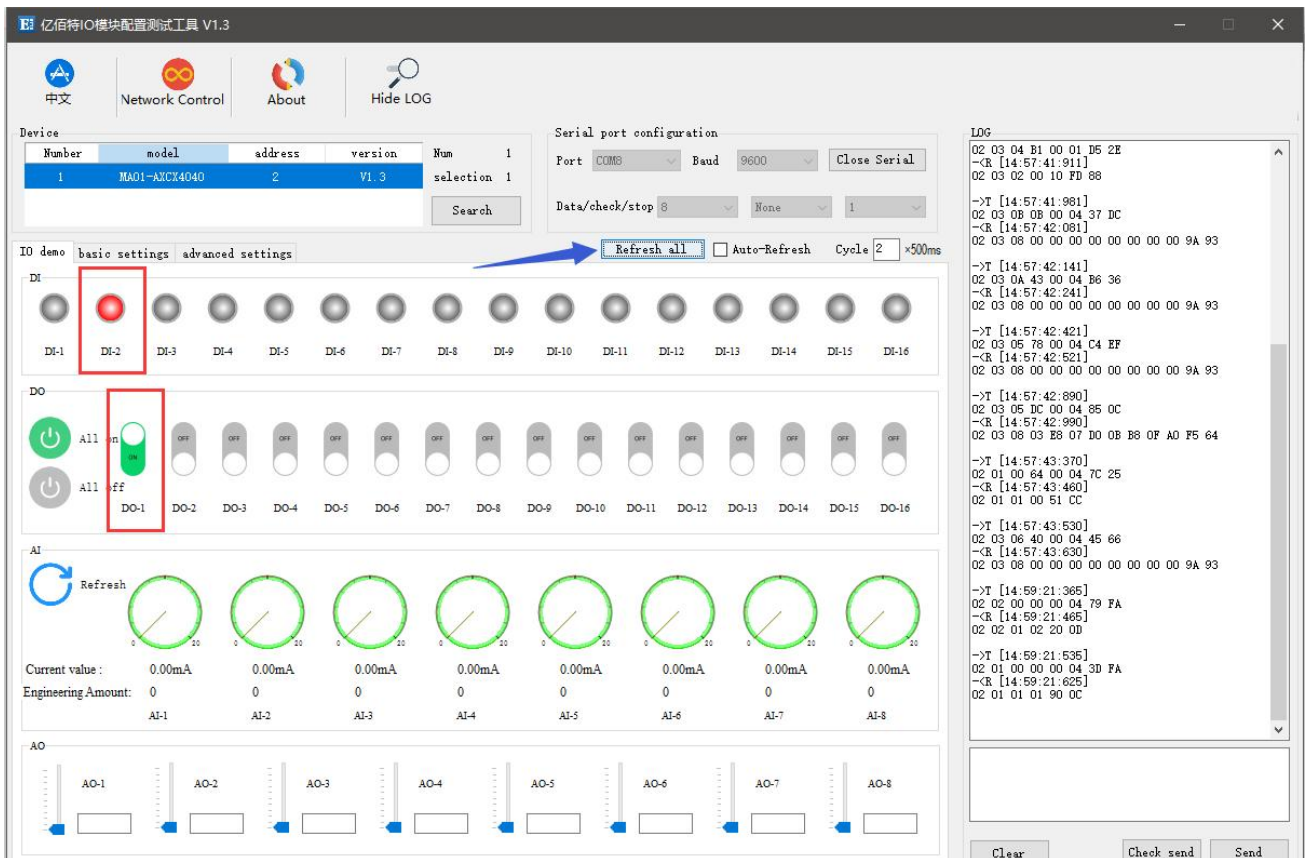 亿佰特IO模块配置测试工具 V1.3
中文
Network Control
About
Hide LOG
Device
Number model address version
1 MA01-AXCX4040 2 V1.3
Num 1
selection 1
Search
Serial port configuration
Port COM8 Baud 9600 Close Serial
Data/check/stop 8 None 1
IO demo basic settings advanced settings
Refresh all Auto-Refresh Cycle 2 ×500ms
DI
DI-1 DI-2 DI-3 DI-4 DI-5 DI-6 DI-7 DI-8 DI-9 DI-10 DI-11 DI-12 DI-13 DI-14 DI-15 DI-16
DO
All on
ON OFF OFF OFF OFF OFF OFF OFF OFF OFF OFF OFF OFF OFF OFF OFF
All off
DO-1 DO-2 DO-3 DO-4 DO-5 DO-6 DO-7 DO-8 DO-9 DO-10 DO-11 DO-12 DO-13 DO-14 DO-15 DO-16
AI
Refresh
0 20 0 20 0 20 0 20 0 20 0 20 0 20 0 20
Current value : 0.00mA 0.00mA 0.00mA 0.00mA 0.00mA 0.00mA 0.00mA 0.00mA
Engineering Amount: 0 0 0 0 0 0 0 0
AI-1 AI-2 AI-3 AI-4 AI-5 AI-6 AI-7 AI-8
AO
AO-1 AO-2 AO-3 AO-4 AO-5 AO-6 AO-7 AO-8
LOG
02 03 04 B1 00 01 D5 2E
-<R [14:57:41:911]
02 03 02 00 10 FD 88
->T [14:57:41:981]
02 03 0B 0B 00 04 37 DC
-<R [14:57:42:081]
02 03 08 00 00 00 00 00 00 00 00 9A 93
->T [14:57:42:141]
02 03 0A 43 00 04 B6 36
-<R [14:57:42:241]
02 03 08 00 00 00 00 00 00 00 00 9A 93
->T [14:57:42:421]
02 03 05 78 00 04 C4 EF
-<R [14:57:42:521]
02 03 08 00 00 00 00 00 00 00 00 9A 93
->T [14:57:42:890]
02 03 05 DC 00 04 85 0C
-<R [14:57:42:990]
02 03 08 03 E8 07 D0 0B B8 0F A0 F5 64
->T [14:57:43:370]
02 01 00 64 00 04 7C 25
-<R [14:57:43:460]
02 01 01 00 51 CC
->T [14:57:43:530]
02 03 06 40 00 04 45 66
-<R [14:57:43:630]
02 03 08 00 00 00 00 00 00 00 00 9A 93
->T [14:59:21:365]
02 02 00 00 00 04 79 FA
-<R [14:59:21:465]
02 02 01 02 20 0D
->T [14:59:21:535]
02 01 00 00 00 04 3D FA
-<R [14:59:21:625]
02 01 01 01 90 0C
Clear Check send Send